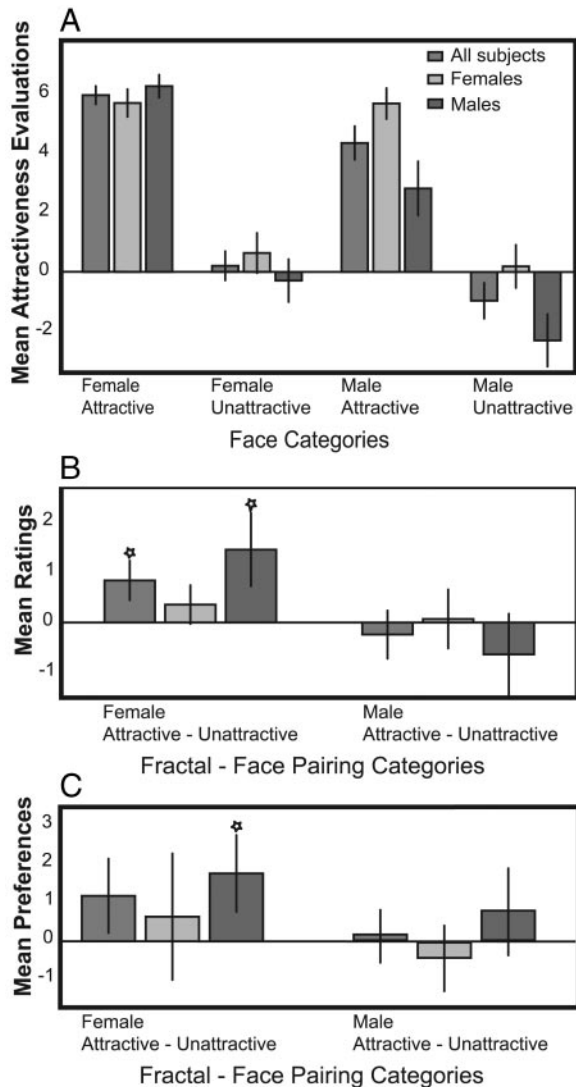 A
Mean Attractiveness Evaluations
All subjects
Females
Males
6
4
2
0
-2
Female
Attractive
Female
Unattractive
Male
Attractive
Male
Unattractive
Face Categories
B
Mean Ratings
2
1
0
-1
Female
Attractive - Unattractive
Male
Attractive - Unattractive
Fractal - Face Pairing Categories
C
Mean Preferences
3
2
1
0
-1
Female
Attractive - Unattractive
Male
Attractive - Unattractive
Fractal - Face Pairing Categories